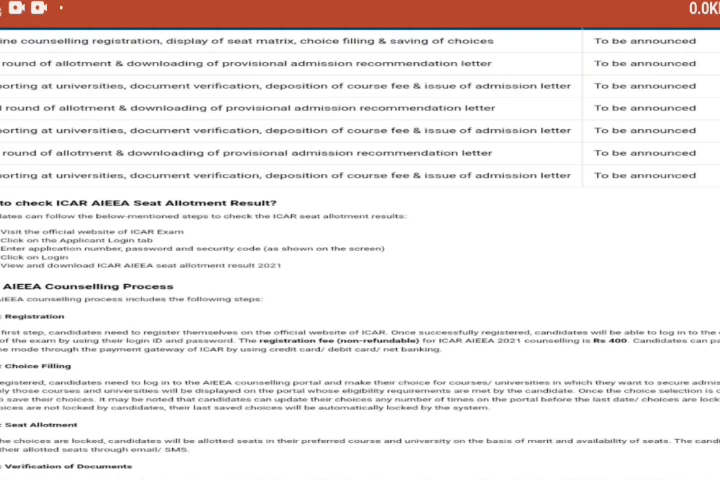 0.0K
ine counselling registration, display of seat matrix, choice filling & saving of choices To be announced
round of allotment & downloading of provisional admission recommendation letter To be announced
orting at universities, document verification, deposition of course fee & issue of admission letter To be announced
l round of allotment & downloading of provisional admission recommendation letter To be announced
orting at universities, document verification, deposition of course fee & issue of admission letter To be announced
round of allotment & downloading of provisional admission recommendation letter To be announced
orting at universities, document verification, deposition of course fee & issue of admission letter To be announced
to check ICAR AIEEA Seat Allotment Result?
dates can follow the below-mentioned steps to check the ICAR seat allotment results:
Visit the official website of ICAR Exam
Click on the Applicant Login tab
Enter application number, password and security code (as shown on the screen)
Click on Login
View and download ICAR AIEEA seat allotment result 2021
AIEEA Counselling Process
AIEEA counselling process includes the following steps:
: Registration
first step, candidates need to register themselves on the official website of ICAR. Once successfully registered, candidates will be able to log in to the
of the exam by using their login ID and password. The registration fee (non-refundable) for ICAR AIEEA 2021 counselling is Rs 400. Candidates can pa
ne mode through the payment gateway of ICAR by using credit card/ debit card/ net banking.
: Choice Filling
egistered, candidates need to log in to the AIEEA counselling portal and make their choice for courses/ universities in which they want to secure admis
ly those courses and universities will be displayed on the portal whose eligibility requirements are met by the candidate. Once the choice selection is
o save their choices. It may be noted that candidates can update their choices any number of times on the portal before the last date/ choices are lock
oices are not locked by candidates, their last saved choices will be automatically locked by the system.
: Seat Allotment
he choices are locked, candidates will be allotted seats in their preferred course and university on the basis of merit and availability of seats. The candi
their allotted seats through email/ SMS.
: Verification of Documents